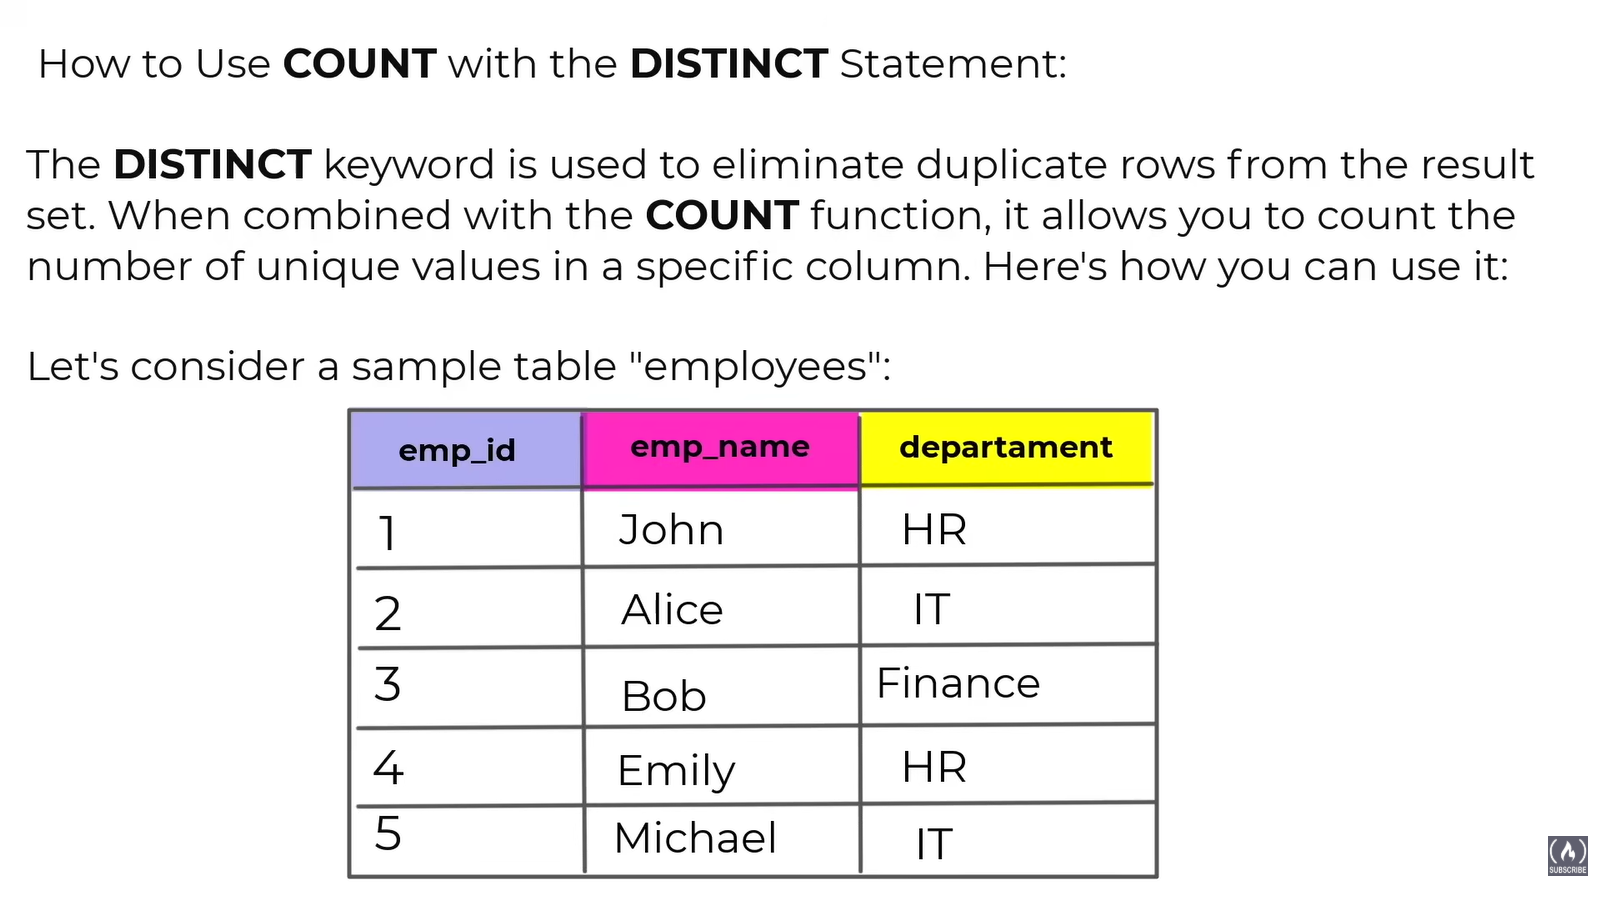 How to Use COUNT with the DISTINCT Statement:
The DISTINCT keyword is used to eliminate duplicate rows from the result
set. When combined with the COUNT function, it allows you to count the
number of unique values in a specific column. Here's how you can use it:
Let's consider a sample table "employees":
emp_id emp_name departament
1 John HR
2 Alice IT
3 Bob Finance
4 Emily HR
5 Michael IT
SUBSCRIBE